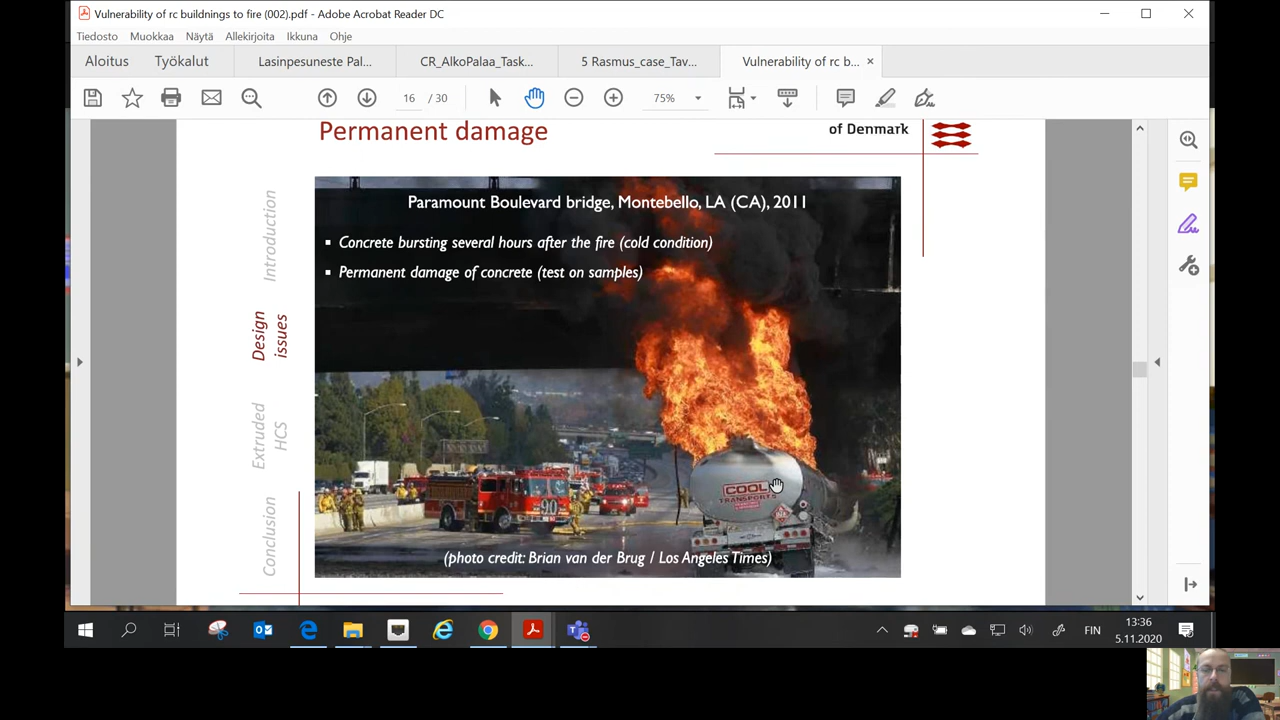 Vulnerability of rc buildnings to fire (002).pdf - Adobe Acrobat Reader DC
Tiedosto Muokkaa Näytä Allekirjoita Ikkuna Ohje
Aloitus Työkalut Lasinpesuneste Pal... CR_AlkoPalaa_Task... 5 Rasmus_case_Tav... Vulnerability of rc b... ×
16 / 30 75%
Permanent damage
of Denmark
Introduction
Design
issues
Extruded
HCS
Conclusion
Paramount Boulevard bridge, Montebello, LA (CA), 2011
▪ Concrete bursting several hours after the fire (cold condition)
▪ Permanent damage of concrete (test on samples)
90
COOL
TRANSPORTS
(photo credit: Brian van der Brug / Los Angeles Times)
FIN
13:36
5.11.2020